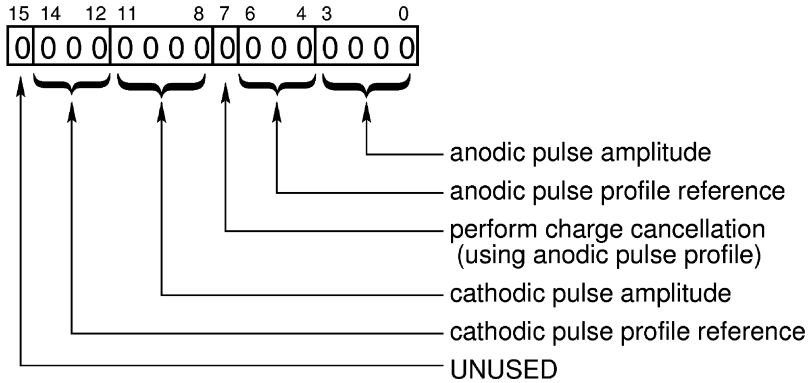 15 14 12 11 8 7 6 4 3 0
0 0 0 0 0 0 0 0 0 0 0 0 0 0 0 0
anodic pulse amplitude
anodic pulse profile reference
perform charge cancellation
(using anodic pulse profile)
cathodic pulse amplitude
cathodic pulse profile reference
UNUSED